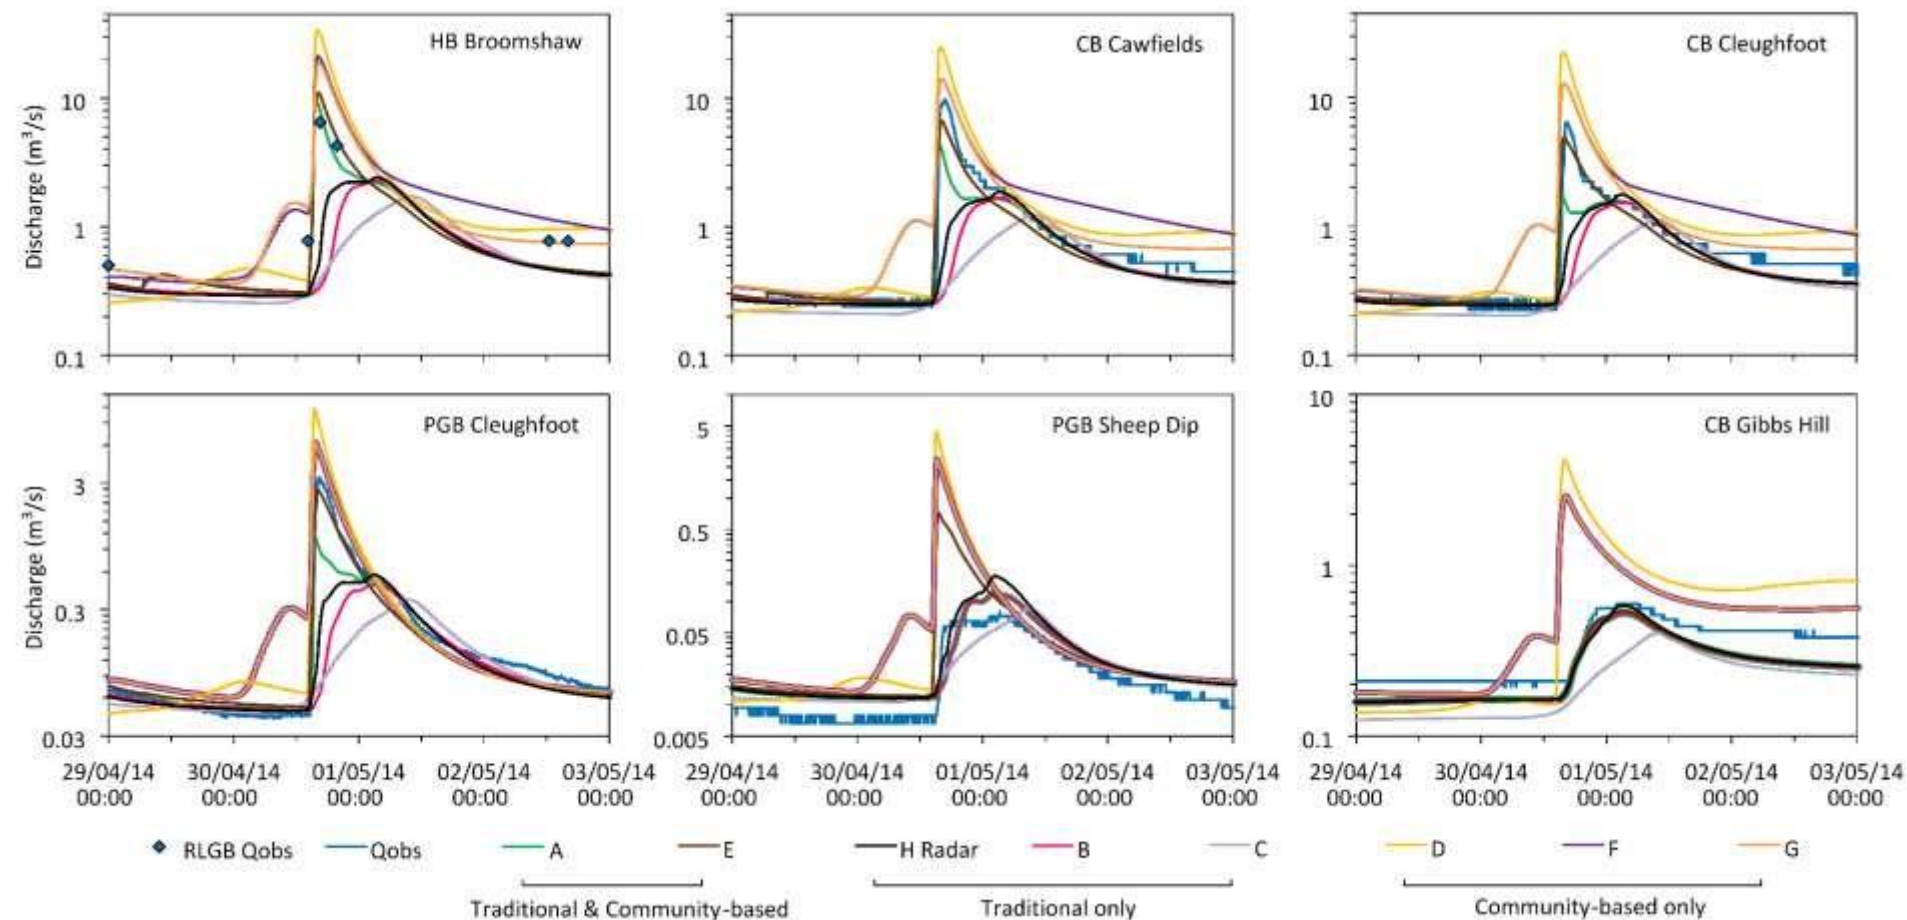 HB Broomshaw
CB Cawfields
CB Cleughfoot
Discharge (m³/s)
10
1
0.1
10
1
0.1
10
1
0.1
PGB Cleughfoot
PGB Sheep Dip
CB Gibbs Hill
Discharge (m³/s)
3
0.3
0.03
5
0.5
0.05
0.005
10
1
0.1
29/04/14 30/04/14 01/05/14 02/05/14 03/05/14
00:00 00:00 00:00 00:00 00:00
29/04/14 30/04/14 01/05/14 02/05/14 03/05/14
00:00 00:00 00:00 00:00 00:00
29/04/14 30/04/14 01/05/14 02/05/14 03/05/14
00:00 00:00 00:00 00:00 00:00
RLGB Qobs Qobs A E H Radar B C D F G
Traditional & Community-based Traditional only Community-based only